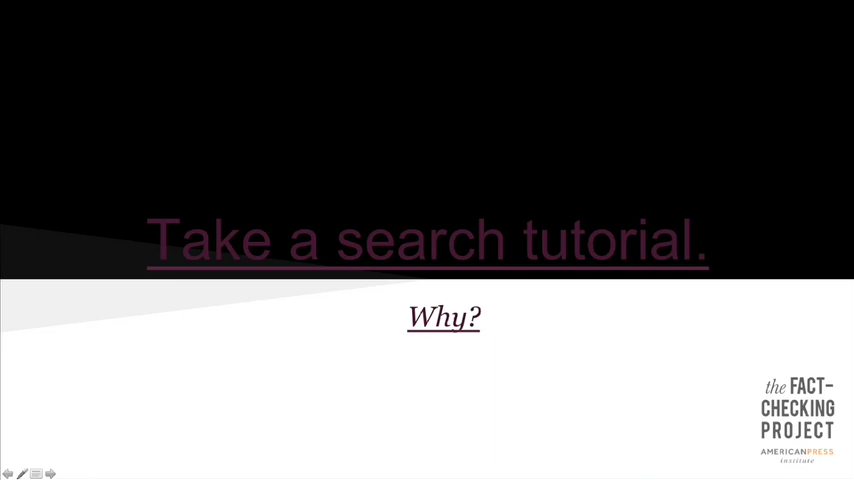 Take a search tutorial.
Why?
the FACT-
CHECKING
PROJECT
AMERICANPRESS
institute